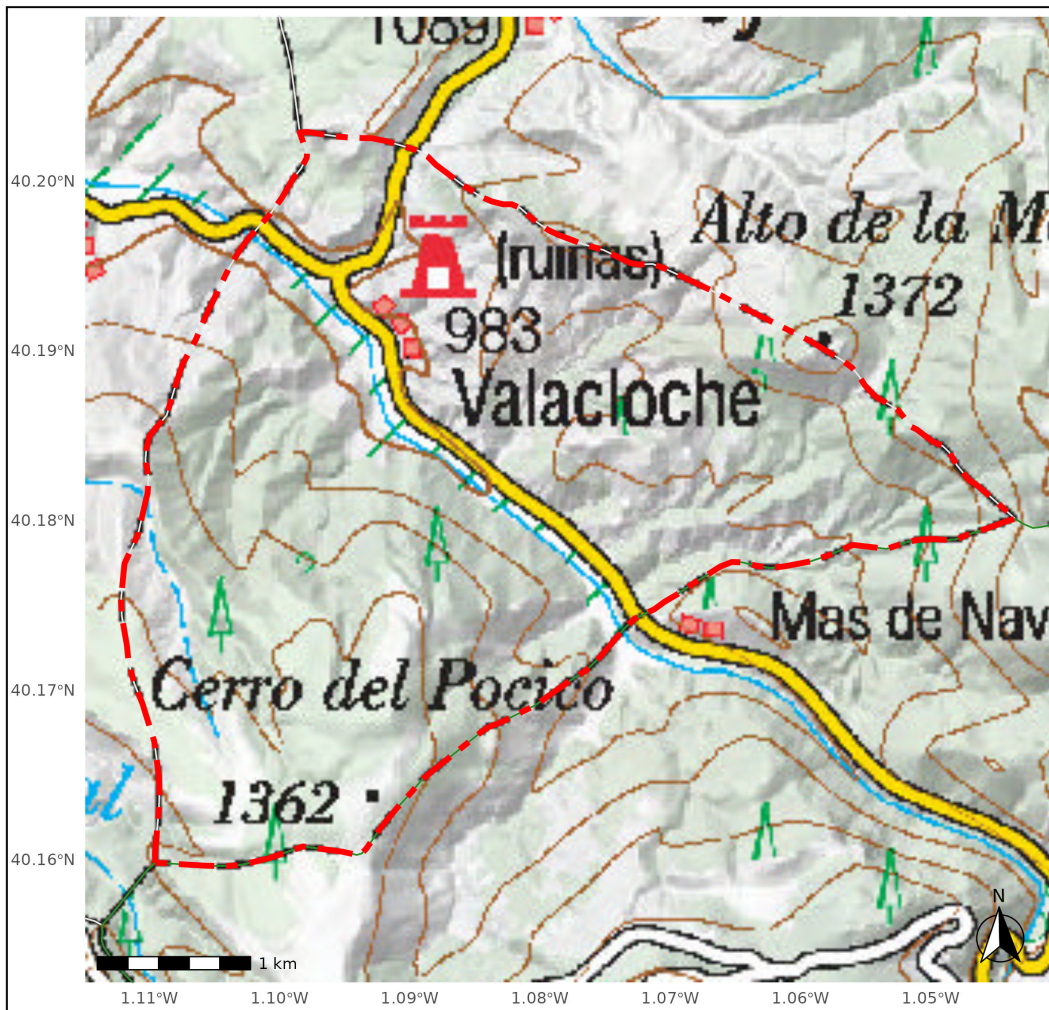 1089
40.20°N
Alto de la M
(ruinas)
1372
983
40.19°N
Valacloche
40.18°N
Mas de Nav
40.17°N
Cerro del Pocico
1362
40.16°N
N
1 km
1.11°W
1.10°W
1.09°W
1.08°W
1.07°W
1.06°W
1.05°W